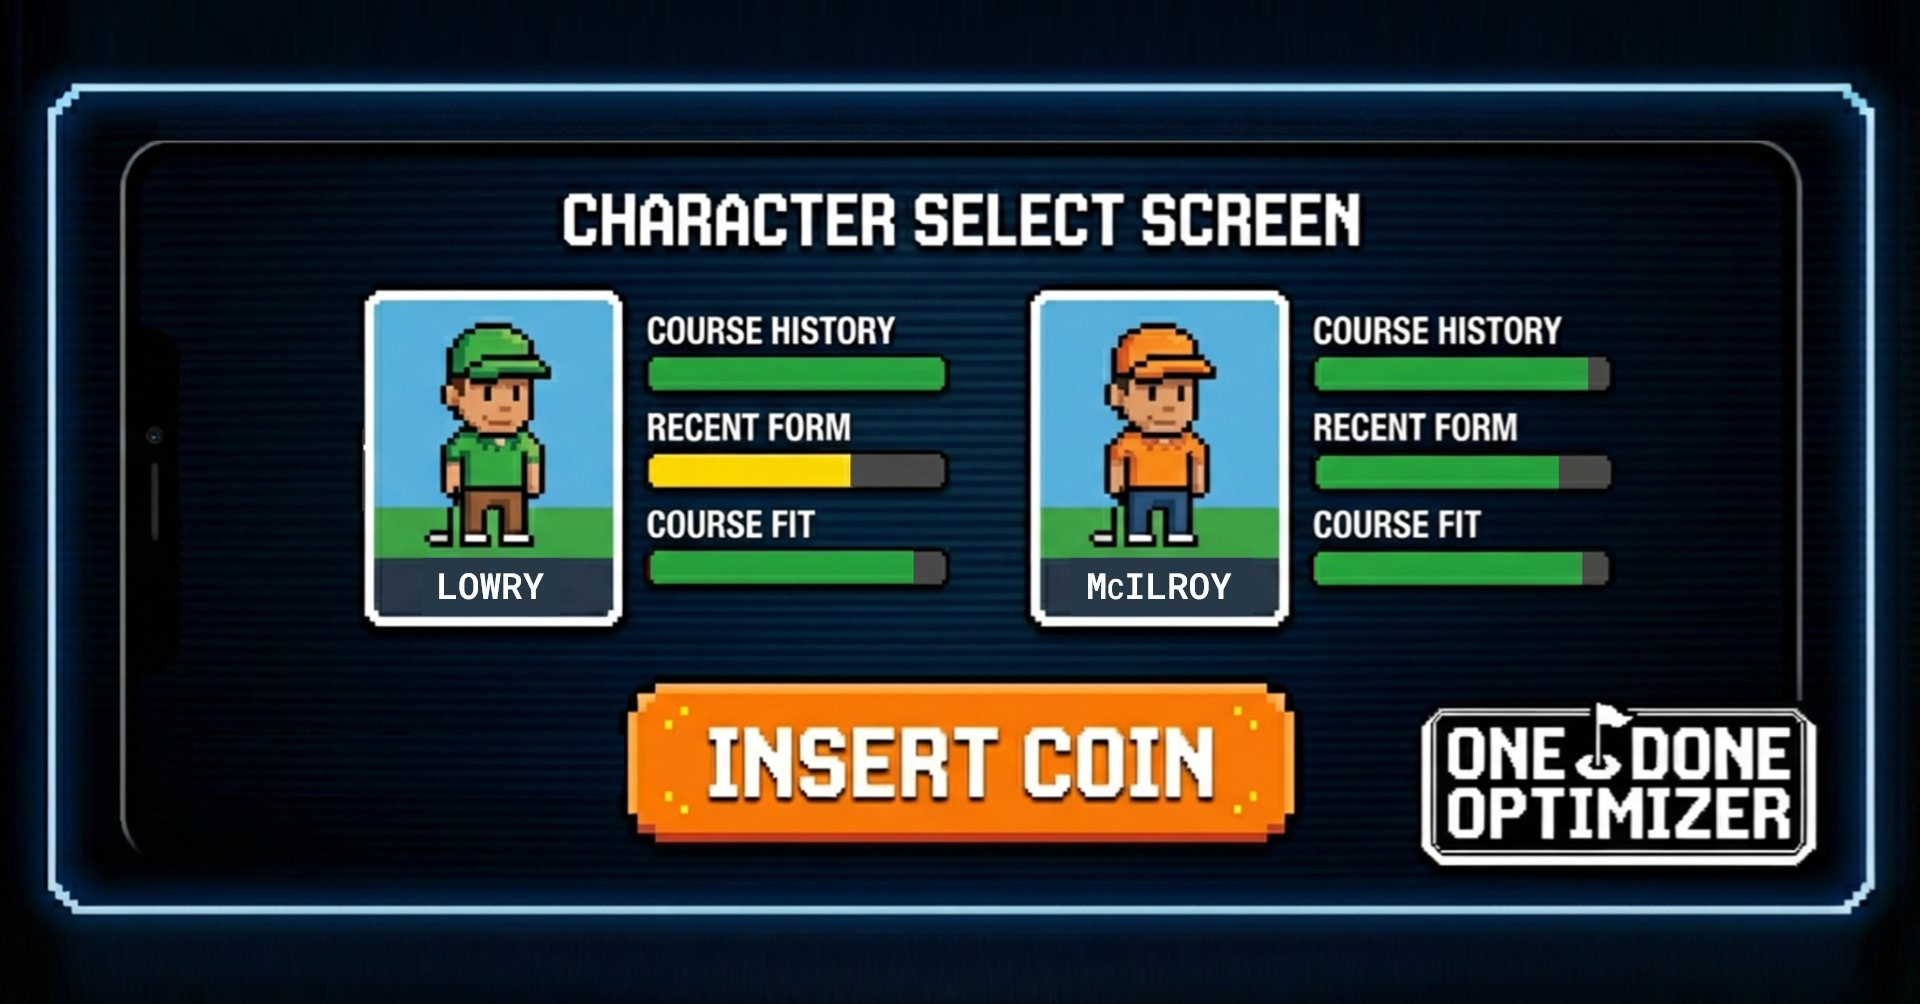 CHARACTER SELECT SCREEN
COURSE HISTORY
RECENT FORM
COURSE FIT
LOWRY
COURSE HISTORY
RECENT FORM
COURSE FIT
McILROY
INSERT COIN
ONE DONE
OPTIMIZER